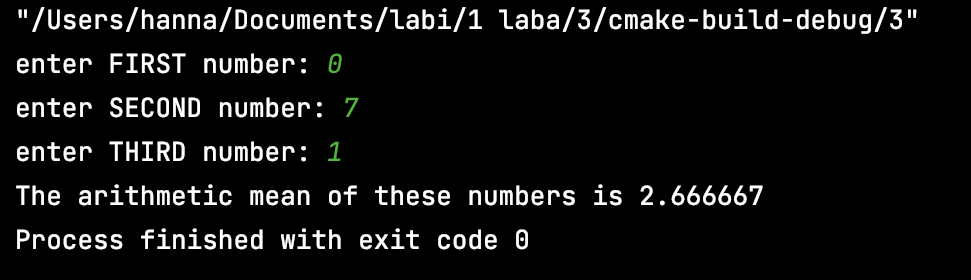 "/Users/hanna/Documents/labi/1 laba/3/cmake-build-debug/3"
enter FIRST number: 0
enter SECOND number: 7
enter THIRD number: 1
The arithmetic mean of these numbers is 2.666667
Process finished with exit code 0